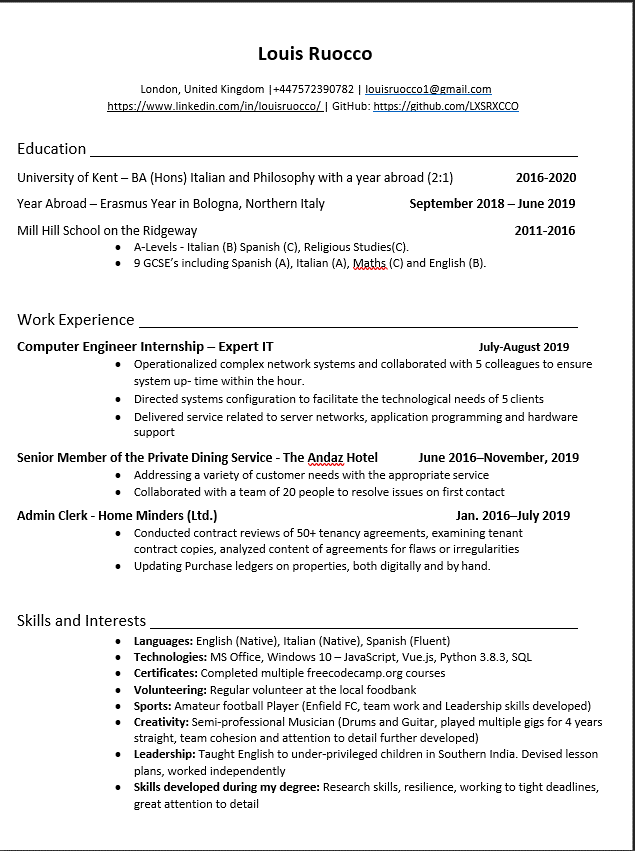 Louis Ruocco
London, United Kingdom |+447572390782 | louisruocco1@gmail.com
https://www.linkedin.com/in/louisruocco/ | GitHub: https://github.com/LXSRXCCO
Education
University of Kent – BA (Hons) Italian and Philosophy with a year abroad (2:1) 2016-2020
Year Abroad – Erasmus Year in Bologna, Northern Italy September 2018 – June 2019
Mill Hill School on the Ridgeway 2011-2016
• A-Levels - Italian (B) Spanish (C), Religious Studies(C).
• 9 GCSE's including Spanish (A), Italian (A), Maths (C) and English (B).
Work Experience
Computer Engineer Internship – Expert IT July-August 2019
• Operationalized complex network systems and collaborated with 5 colleagues to ensure
system up- time within the hour.
• Directed systems configuration to facilitate the technological needs of 5 clients
• Delivered service related to server networks, application programming and hardware
support
Senior Member of the Private Dining Service - The Andaz Hotel June 2016–November, 2019
• Addressing a variety of customer needs with the appropriate service
• Collaborated with a team of 20 people to resolve issues on first contact
Admin Clerk - Home Minders (Ltd.) Jan. 2016–July 2019
• Conducted contract reviews of 50+ tenancy agreements, examining tenant
contract copies, analyzed content of agreements for flaws or irregularities
• Updating Purchase ledgers on properties, both digitally and by hand.
Skills and Interests
• Languages: English (Native), Italian (Native), Spanish (Fluent)
• Technologies: MS Office, Windows 10 – JavaScript, Vue.js, Python 3.8.3, SQL
• Certificates: Completed multiple freecodecamp.org courses
• Volunteering: Regular volunteer at the local foodbank
• Sports: Amateur football Player (Enfield FC, team work and Leadership skills developed)
• Creativity: Semi-professional Musician (Drums and Guitar, played multiple gigs for 4 years
straight, team cohesion and attention to detail further developed)
• Leadership: Taught English to under-privileged children in Southern India. Devised lesson
plans, worked independently
• Skills developed during my degree: Research skills, resilience, working to tight deadlines,
great attention to detail